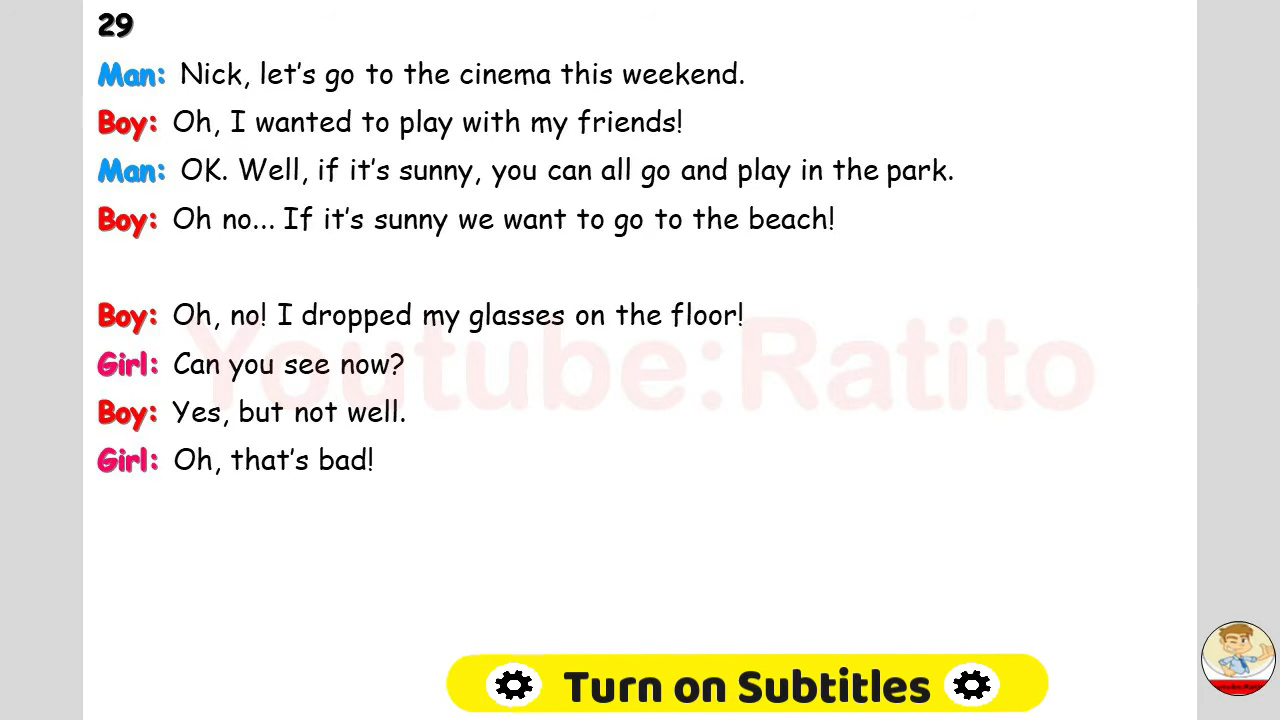 29
Man: Nick, let's go to the cinema this weekend.
Boy: Oh, I wanted to play with my friends!
Man: OK. Well, if it's sunny, you can all go and play in the park.
Boy: Oh no... If it's sunny we want to go to the beach!
Boy: Oh, no! I dropped my glasses on the floor!
Youtube:Ratito
Girl: Can you see now?
Boy: Yes, but not well.
Girl: Oh, that's bad!
Turn on Subtitles
Youtube:Ratito